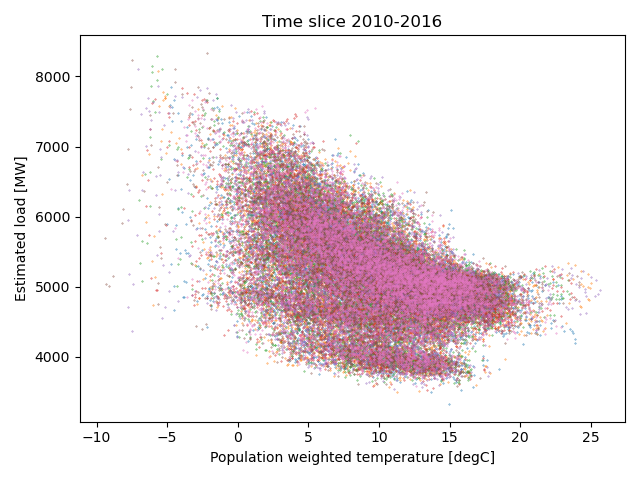 Time slice 2010-2016
Estimated load [MW]
8000
7000
6000
5000
4000
−10 −5 0 5 10 15 20 25
Population weighted temperature [degC]